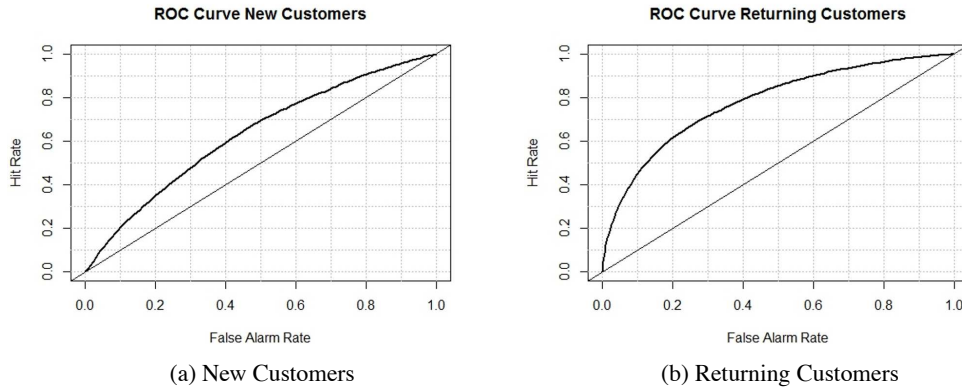 ROC Curve New Customers
Hit Rate
1.0
0.8
0.6
0.4
0.2
0.0
0.0 0.2 0.4 0.6 0.8 1.0
False Alarm Rate
(a) New Customers
ROC Curve Returning Customers
Hit Rate
1.0
0.8
0.6
0.4
0.2
0.0
0.0 0.2 0.4 0.6 0.8 1.0
False Alarm Rate
(b) Returning Customers